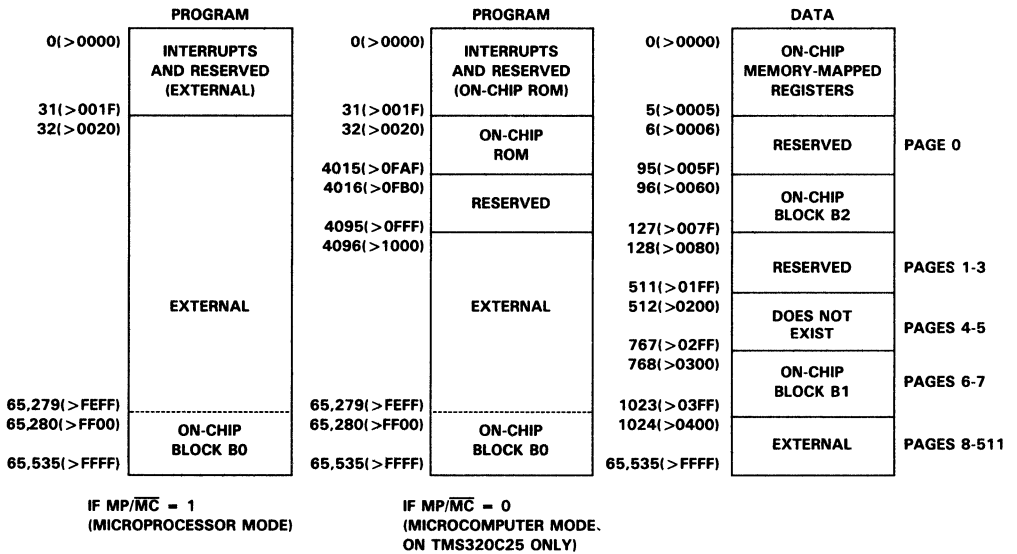 PROGRAM
0(>0000)
INTERRUPTS
AND RESERVED
(EXTERNAL)
31(>001F)
32(>0020)
EXTERNAL
65,279(>FEFF)
65,280(>FF00)
ON-CHIP
BLOCK B0
65,535(>FFFF)
IF MP/M̅C̅ = 1
(MICROPROCESSOR MODE)
PROGRAM
0(>0000)
INTERRUPTS
AND RESERVED
(ON-CHIP ROM)
31(>001F)
32(>0020)
ON-CHIP
ROM
4015(>0FAF)
4016(>0FB0)
RESERVED
4095(>0FFF)
4096(>1000)
EXTERNAL
65,279(>FEFF)
65,280(>FF00)
ON-CHIP
BLOCK B0
65,535(>FFFF)
IF MP/M̅C̅ = 0
(MICROCOMPUTER MODE、
ON TMS320C25 ONLY)
DATA
0(>0000)
ON-CHIP
MEMORY-MAPPED
REGISTERS
5(>0005)
6(>0006)
RESERVED
PAGE 0
95(>005F)
96(>0060)
ON-CHIP
BLOCK B2
127(>007F)
128(>0080)
RESERVED
PAGES 1-3
511(>01FF)
512(>0200)
DOES NOT
EXIST
PAGES 4-5
767(>02FF)
768(>0300)
ON-CHIP
BLOCK B1
PAGES 6-7
1023(>03FF)
1024(>0400)
EXTERNAL
PAGES 8-511
65,535(>FFFF)